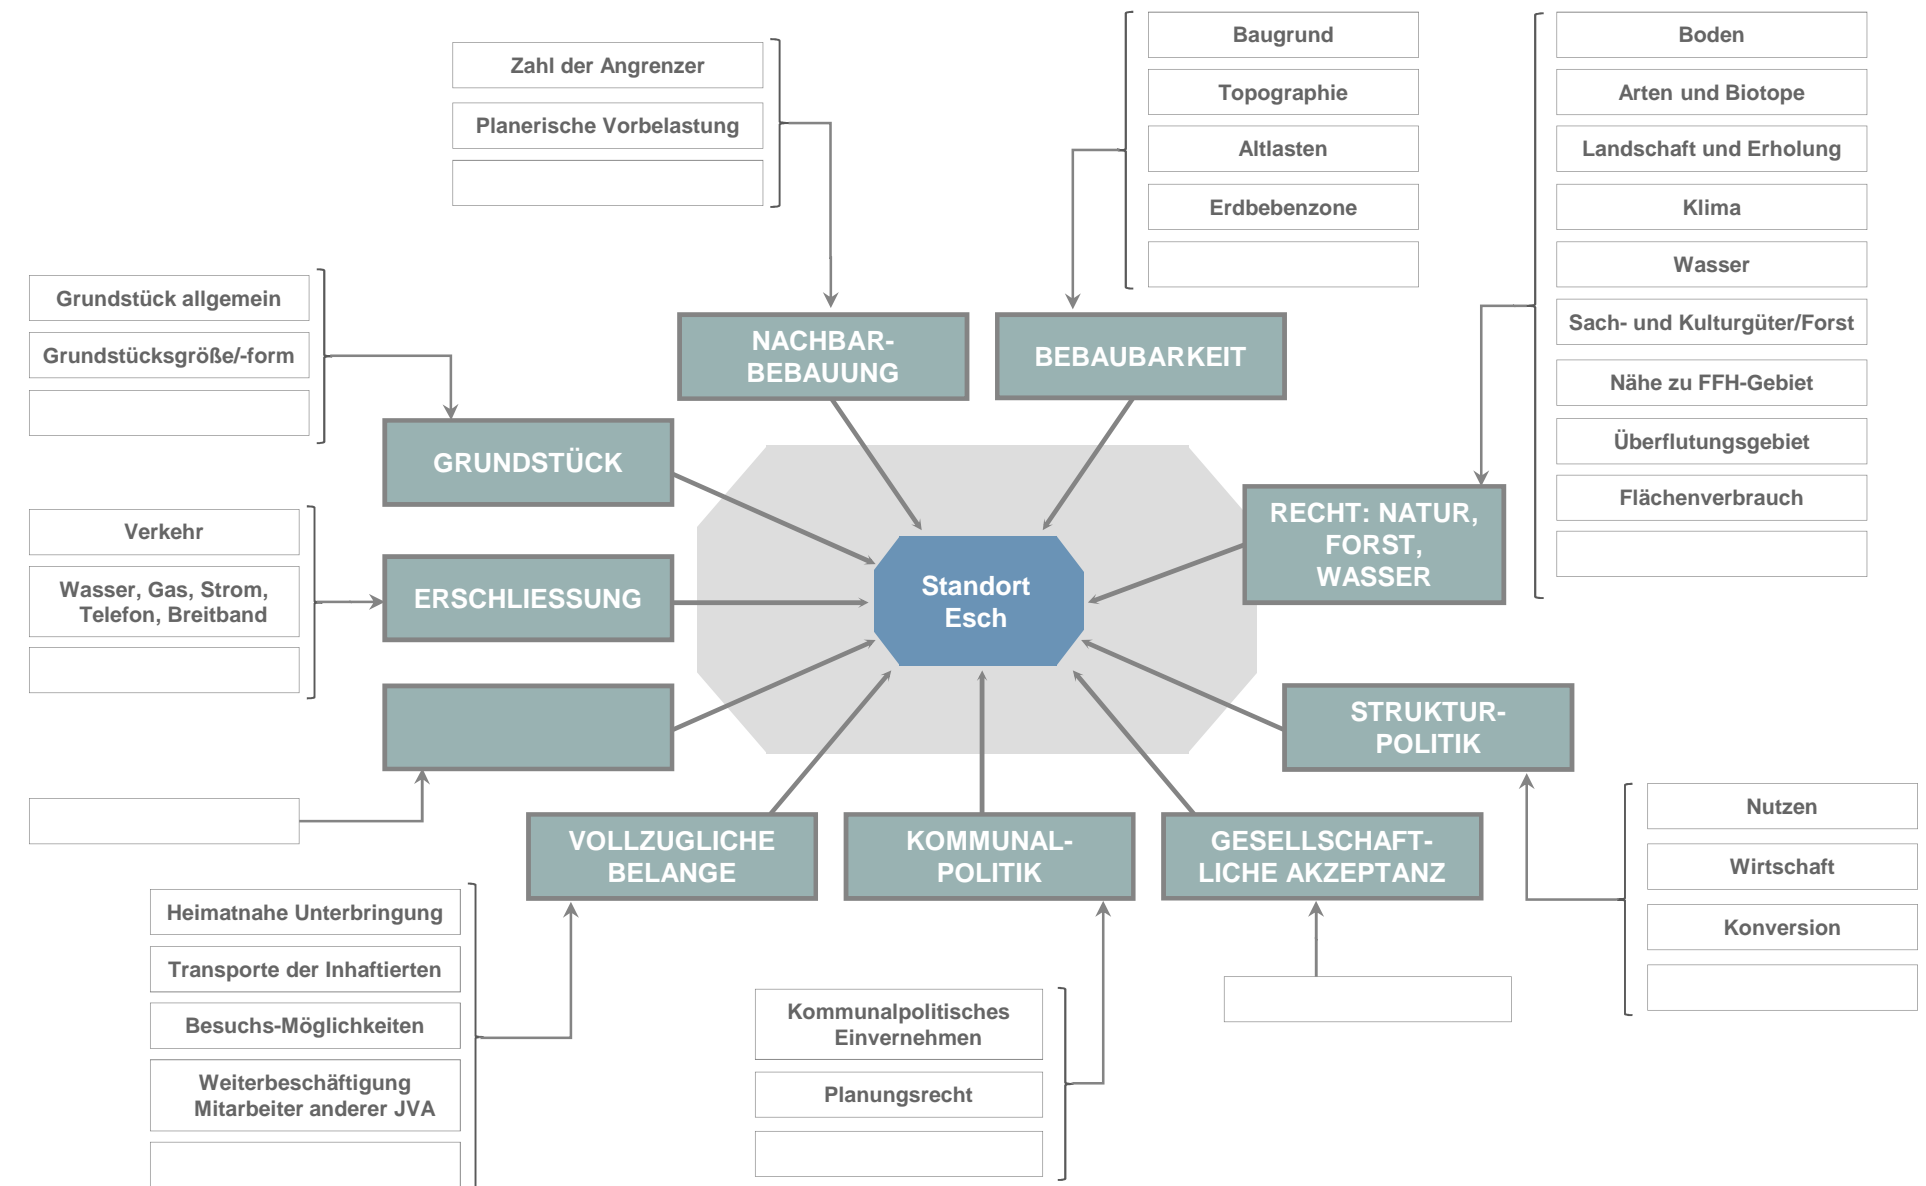 Zahl der Angrenzer
Planerische Vorbelastung
Baugrund
Topographie
Altlasten
Erdbebenzone
Boden
Arten und Biotope
Landschaft und Erholung
Klima
Wasser
Sach- und Kulturgüter/Forst
Nähe zu FFH-Gebiet
Überflutungsgebiet
Flächenverbrauch
Grundstück allgemein
Grundstücksgröße/-form
NACHBAR-
BEBAUUNG
BEBAUBARKEIT
GRUNDSTÜCK
RECHT: NATUR,
FORST,
WASSER
Verkehr
Wasser, Gas, Strom,
Telefon, Breitband
ERSCHLIESSUNG
Standort
Esch
STRUKTUR-
POLITIK
VOLLZUGLICHE
BELANGE
KOMMUNAL-
POLITIK
GESELLSCHAFT-
LICHE AKZEPTANZ
Nutzen
Wirtschaft
Konversion
Heimatnahe Unterbringung
Transporte der Inhaftierten
Besuchs-Möglichkeiten
Weiterbeschäftigung
Mitarbeiter anderer JVA
Kommunalpolitisches
Einvernehmen
Planungsrecht